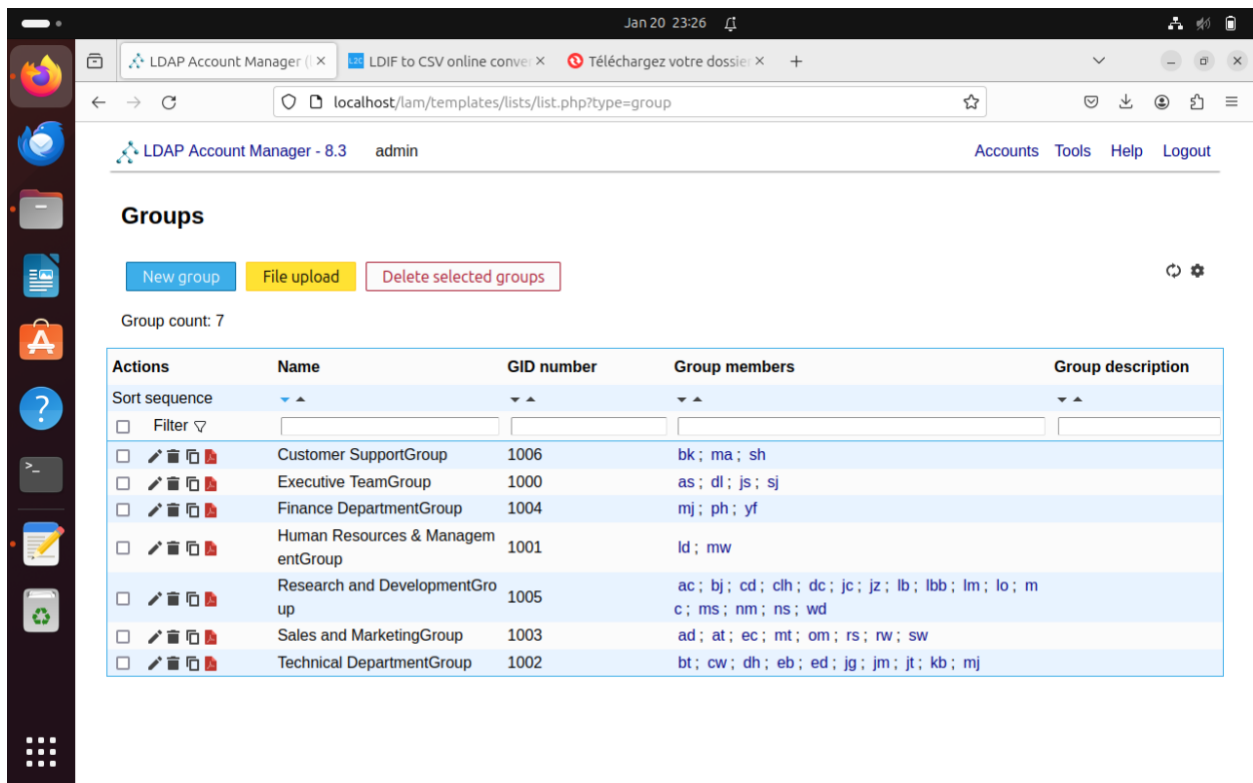 Jan 20 23:26
LDAP Account Manager (
LDIF to CSV online conve
Téléchargez votre dossie
localhost/lam/templates/lists/list.php?type=group
LDAP Account Manager - 8.3 admin Accounts Tools Help Logout
Groups
New group File upload Delete selected groups
Group count: 7
Actions Name GID number Group members Group description
Sort sequence
Filter
Customer SupportGroup 1006 bk ; ma ; sh
Executive TeamGroup 1000 as ; dl ; js ; sj
Finance DepartmentGroup 1004 mj ; ph ; yf
Human Resources & Managem
entGroup 1001 ld ; mw
Research and DevelopmentGro
up 1005 ac ; bj ; cd ; clh ; dc ; jc ; jz ; lb ; lbb ; lm ; lo ; m
c ; ms ; nm ; ns ; wd
Sales and MarketingGroup 1003 ad ; at ; ec ; mt ; om ; rs ; rw ; sw
Technical DepartmentGroup 1002 bt ; cw ; dh ; eb ; ed ; jg ; jm ; jt ; kb ; mj